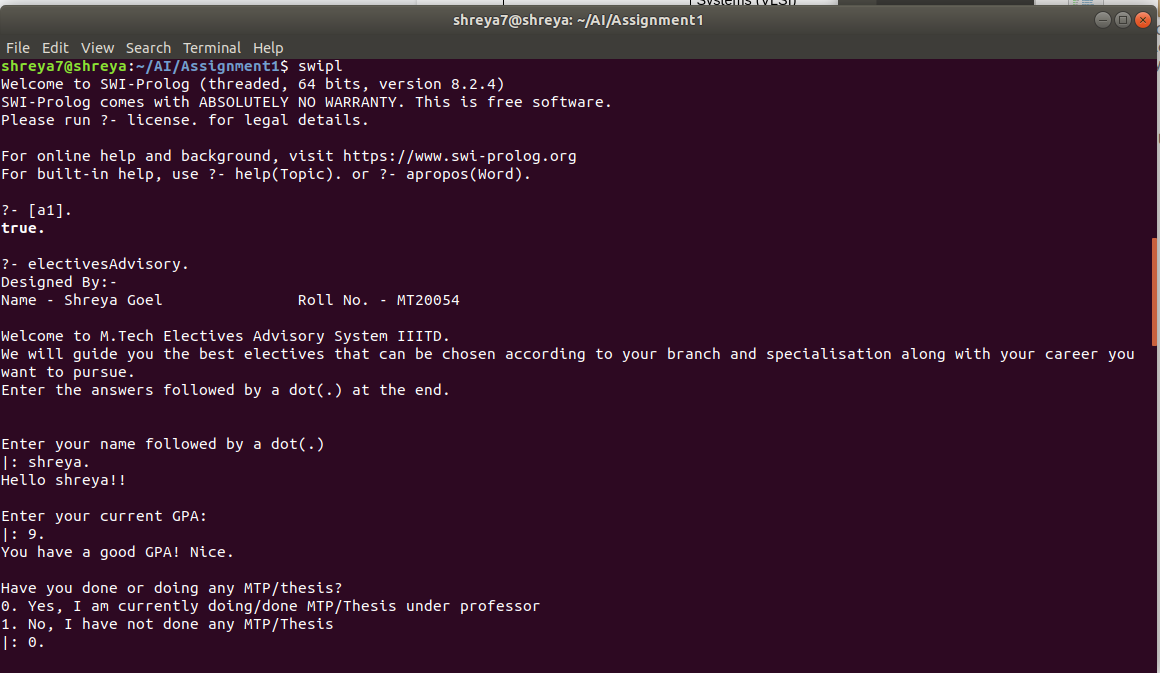 Systems (VLSI)
shreya7@shreya: ~/AI/Assignment1
File Edit View Search Terminal Help
shreya7@shreya:~/AI/Assignment1$ swipl
Welcome to SWI-Prolog (threaded, 64 bits, version 8.2.4)
SWI-Prolog comes with ABSOLUTELY NO WARRANTY. This is free software.
Please run ?- license. for legal details.
For online help and background, visit https://www.swi-prolog.org
For built-in help, use ?- help(Topic). or ?- apropos(Word).
?- [a1].
true.
?- electivesAdvisory.
Designed By:-
Name - Shreya Goel Roll No. - MT20054
Welcome to M.Tech Electives Advisory System IIITD.
We will guide you the best electives that can be chosen according to your branch and specialisation along with your career you
want to pursue.
Enter the answers followed by a dot(.) at the end.
Enter your name followed by a dot(.)
|: shreya.
Hello shreya!!
Enter your current GPA:
|: 9.
You have a good GPA! Nice.
Have you done or doing any MTP/thesis?
0. Yes, I am currently doing/done MTP/Thesis under professor
1. No, I have not done any MTP/Thesis
|: 0.